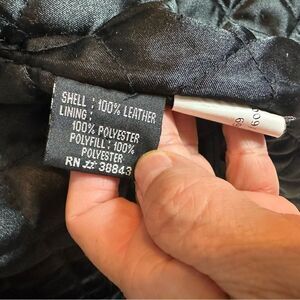 SHELL : 100% LEATHER
LINING :
100% POLYESTER
POLYFILL : 100%
POLYESTER
RN # 38843